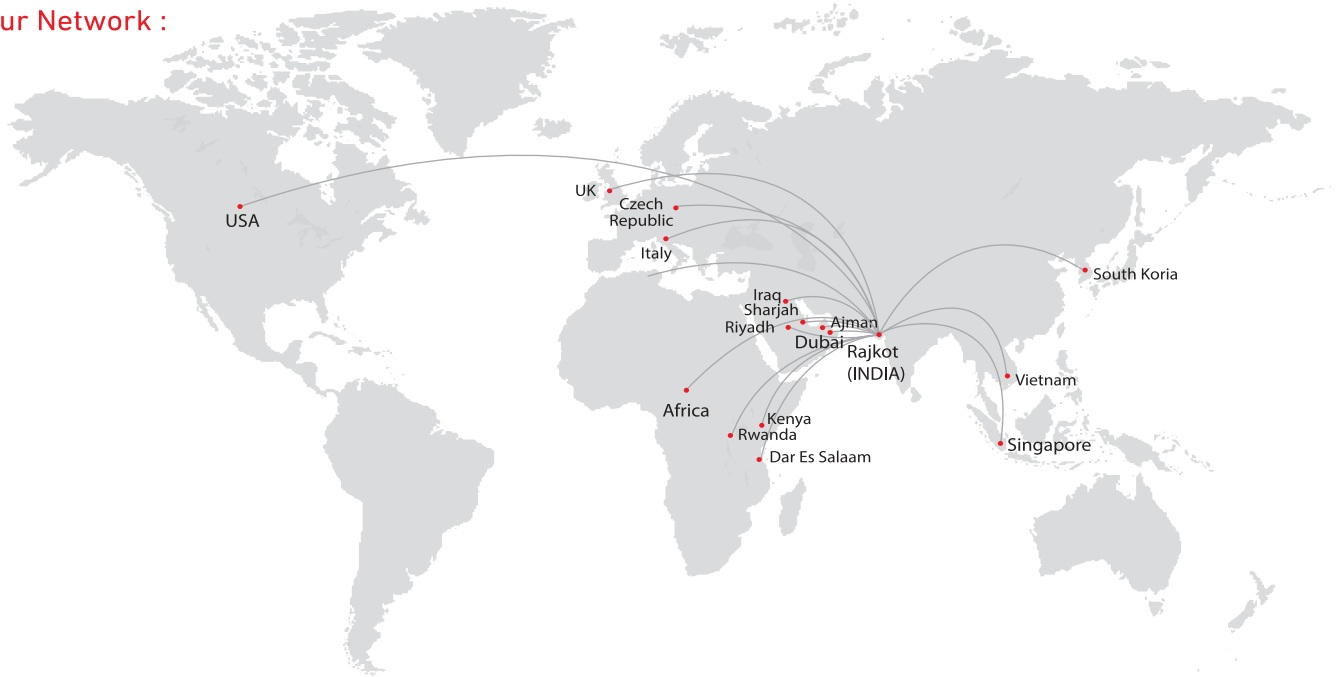 ur Network :
UK
Czech
Republic
USA
Italy
South Koria
Iraq
Sharjah
Riyadh
Ajman
Dubai
Rajkot
(INDIA)
Vietnam
Africa
Kenya
Rwanda
Singapore
Dar Es Salaam